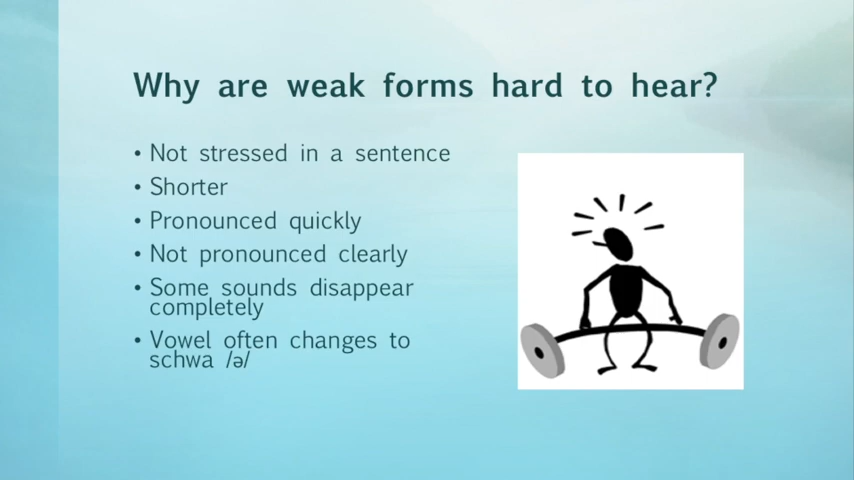 Why are weak forms hard to hear?
• Not stressed in a sentence
• Shorter
• Pronounced quickly
• Not pronounced clearly
• Some sounds disappear
completely
• Vowel often changes to
schwa /ə/